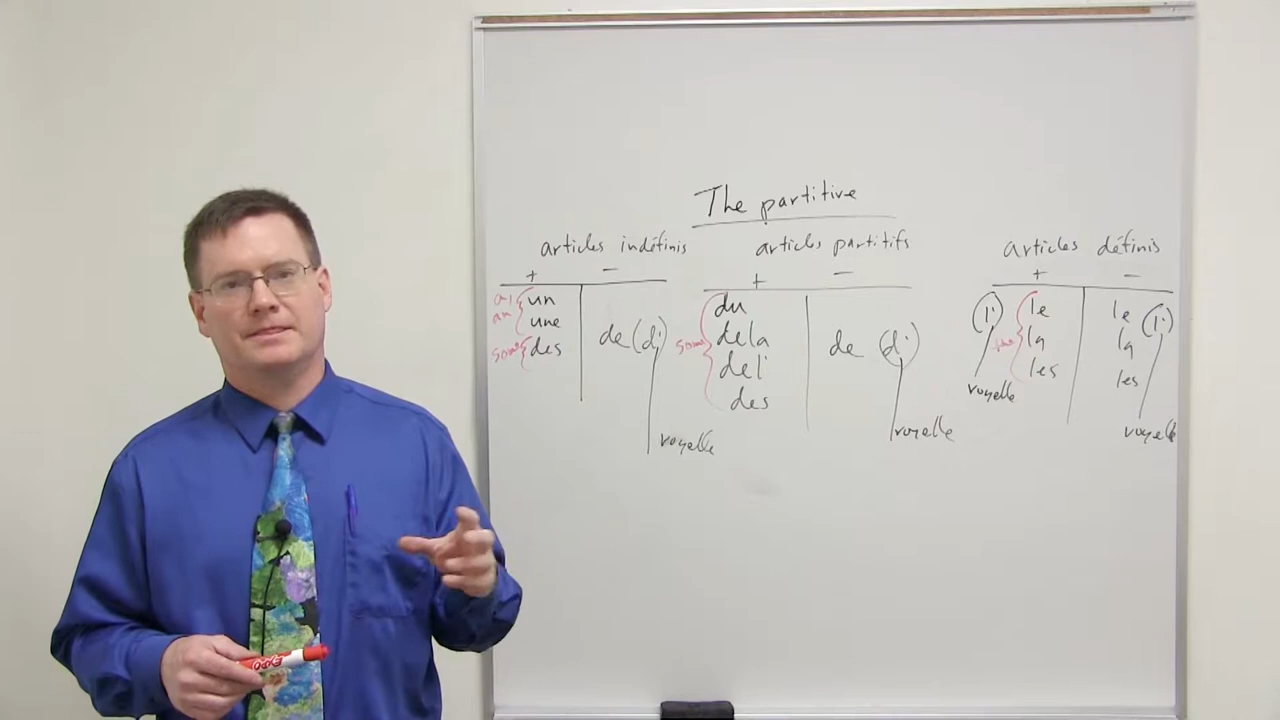 The partitive
articles indéfinis
+ −
a, an
un
une
some
des
de (d')
voyelle
articles partitifs
+ −
some
du
de la
de l'
des
de (d')
voyelle
articles définis
+ −
(l')
voyelle
the
le
la
les
le
la
les
(l')
voyelle
EXPO